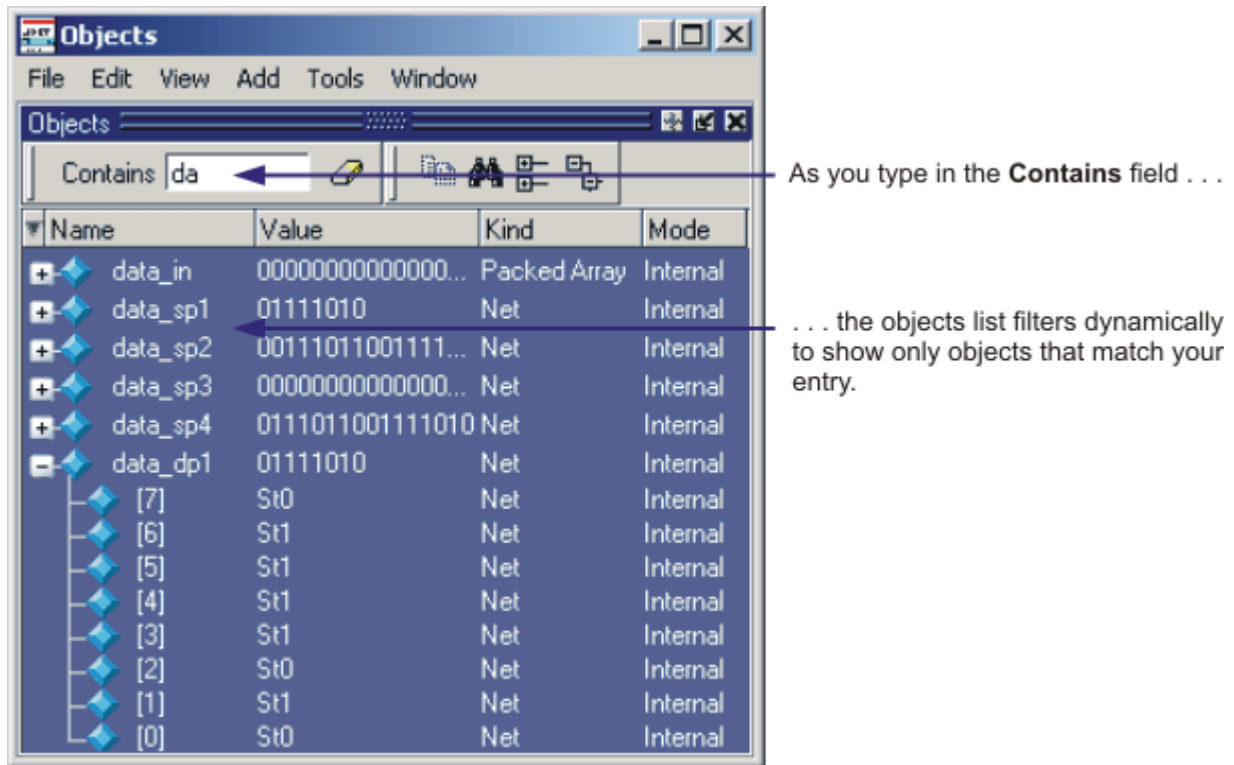 Objects
File Edit View Add Tools Window
Objects
Contains da
As you type in the Contains field . . .
Name Value Kind Mode
data_in 00000000000000... Packed Array Internal
data_sp1 01111010 Net Internal
. . . the objects list filters dynamically
to show only objects that match your
entry.
data_sp2 00111011001111... Net Internal
data_sp3 00000000000000... Net Internal
data_sp4 0111011001111010 Net Internal
data_dp1 01111010 Net Internal
[7] St0 Net Internal
[6] St1 Net Internal
[5] St1 Net Internal
[4] St1 Net Internal
[3] St1 Net Internal
[2] St0 Net Internal
[1] St1 Net Internal
[0] St0 Net Internal